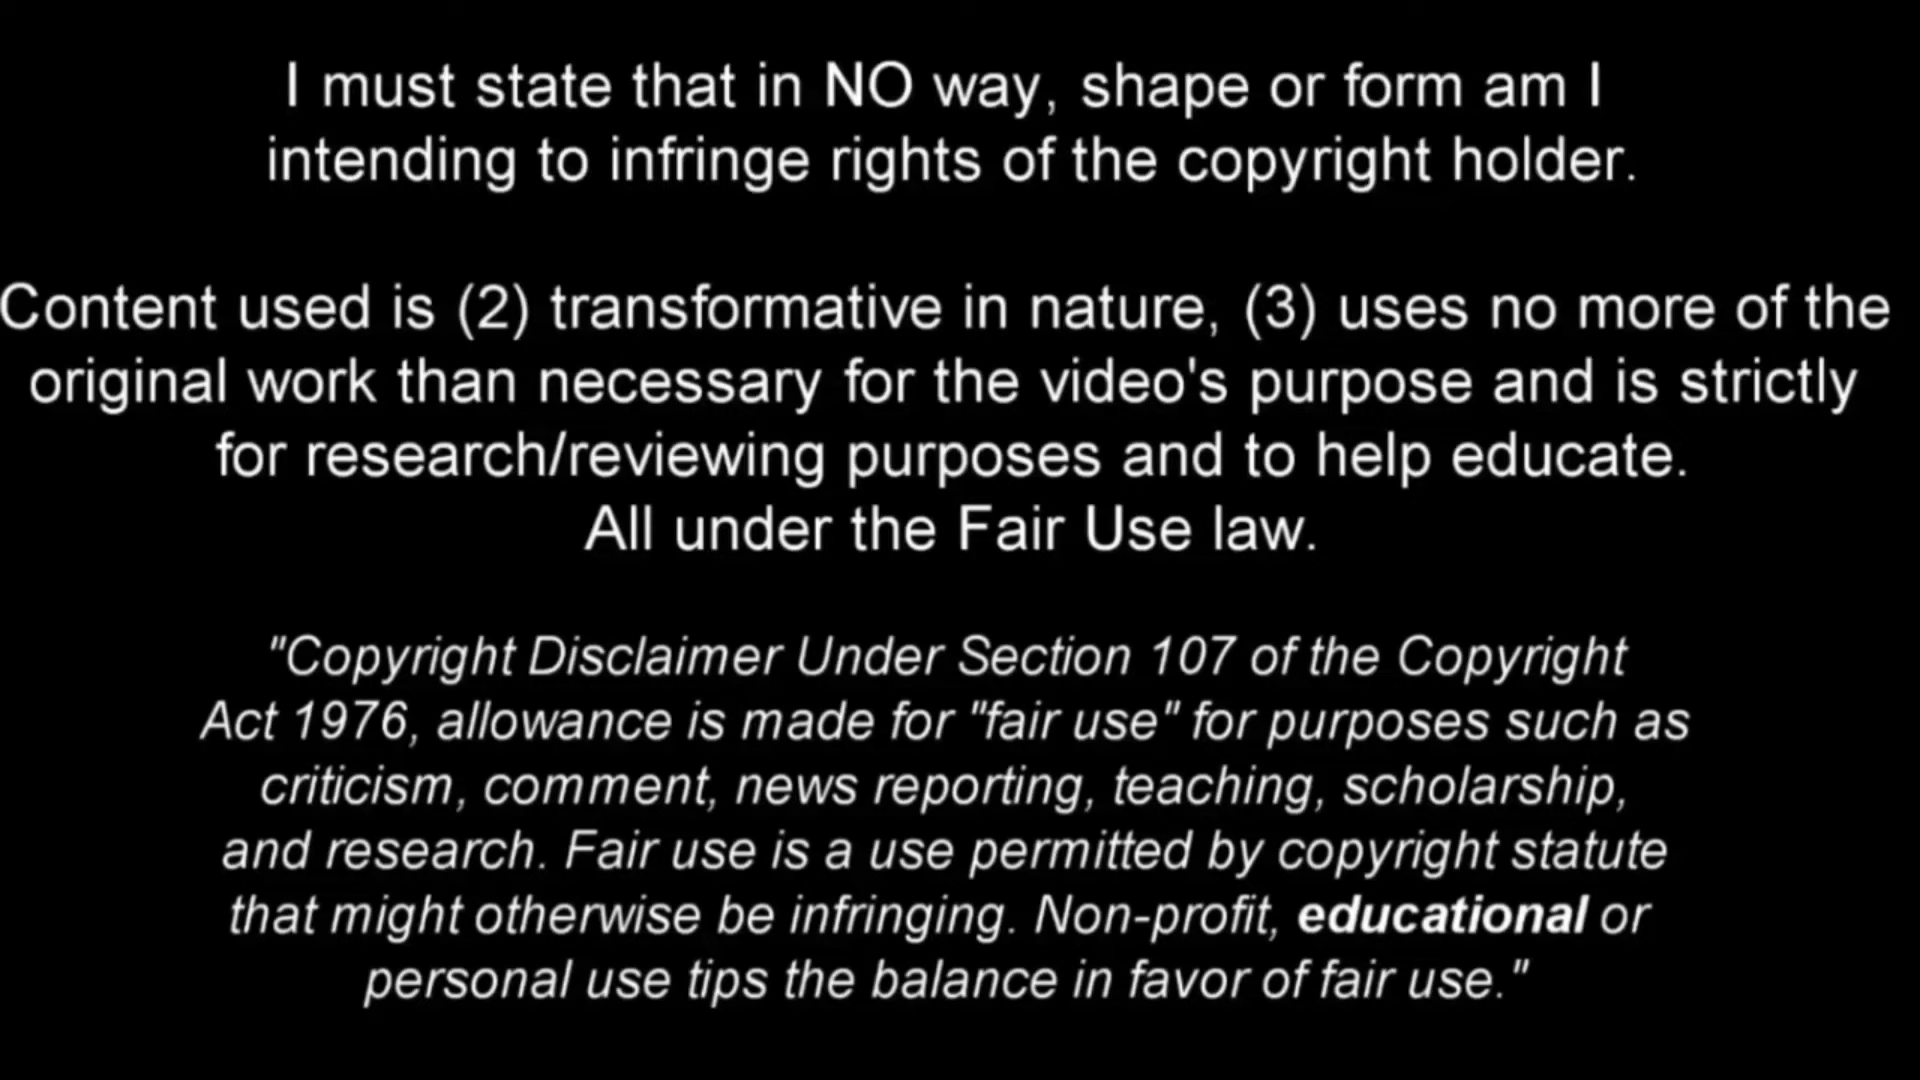 I must state that in NO way, shape or form am I
intending to infringe rights of the copyright holder.
Content used is (2) transformative in nature, (3) uses no more of the
original work than necessary for the video's purpose and is strictly
for research/reviewing purposes and to help educate.
All under the Fair Use law.
"Copyright Disclaimer Under Section 107 of the Copyright
Act 1976, allowance is made for "fair use" for purposes such as
criticism, comment, news reporting, teaching, scholarship,
and research. Fair use is a use permitted by copyright statute
that might otherwise be infringing. Non-profit, educational or
personal use tips the balance in favor of fair use."